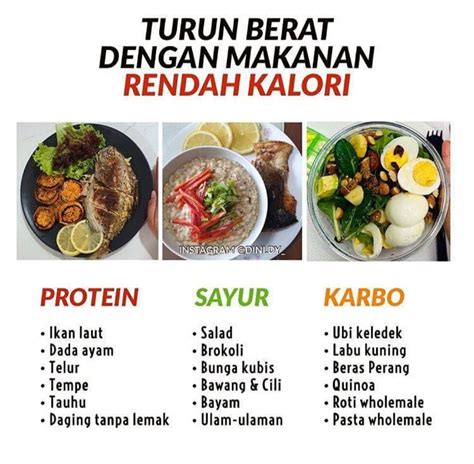 TURUN BERAT
DENGAN MAKANAN
RENDAH KALORI
INSTAGRAM @DINI.DY_
PROTEIN
• Ikan laut
• Dada ayam
• Telur
• Tempe
• Tauhu
• Daging tanpa lemak
SAYUR
• Salad
• Brokoli
• Bunga kubis
• Bawang & Cili
• Bayam
• Ulam-ulaman
KARBO
• Ubi keledek
• Labu kuning
• Beras Perang
• Quinoa
• Roti wholemale
• Pasta wholemale